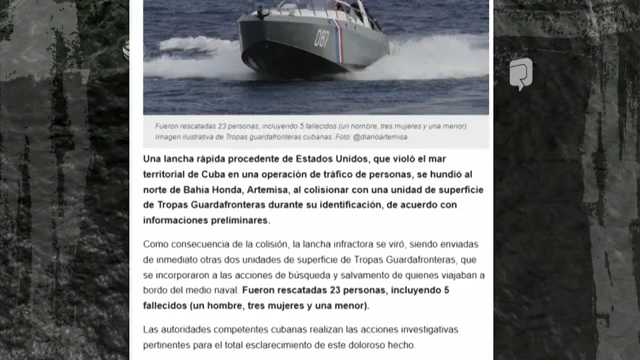 087
Fueron rescatadas 23 personas, incluyendo 5 fallecidos (un hombre, tres mujeres y una menor).
Imagen ilustrativa de Tropas guardafronteras cubanas. Foto: @diarioartemisa
Una lancha rápida procedente de Estados Unidos, que violó el mar
territorial de Cuba en una operación de tráfico de personas, se hundió al
norte de Bahía Honda, Artemisa, al colisionar con una unidad de superficie
de Tropas Guardafronteras durante su identificación, de acuerdo con
informaciones preliminares.
Como consecuencia de la colisión, la lancha infractora se viró, siendo enviadas
de inmediato otras dos unidades de superficie de Tropas Guardafronteras, que
se incorporaron a las acciones de búsqueda y salvamento de quienes viajaban a
bordo del medio naval. Fueron rescatadas 23 personas, incluyendo 5
fallecidos (un hombre, tres mujeres y una menor).
Las autoridades competentes cubanas realizan las acciones investigativas
pertinentes para el total esclarecimiento de este doloroso hecho.